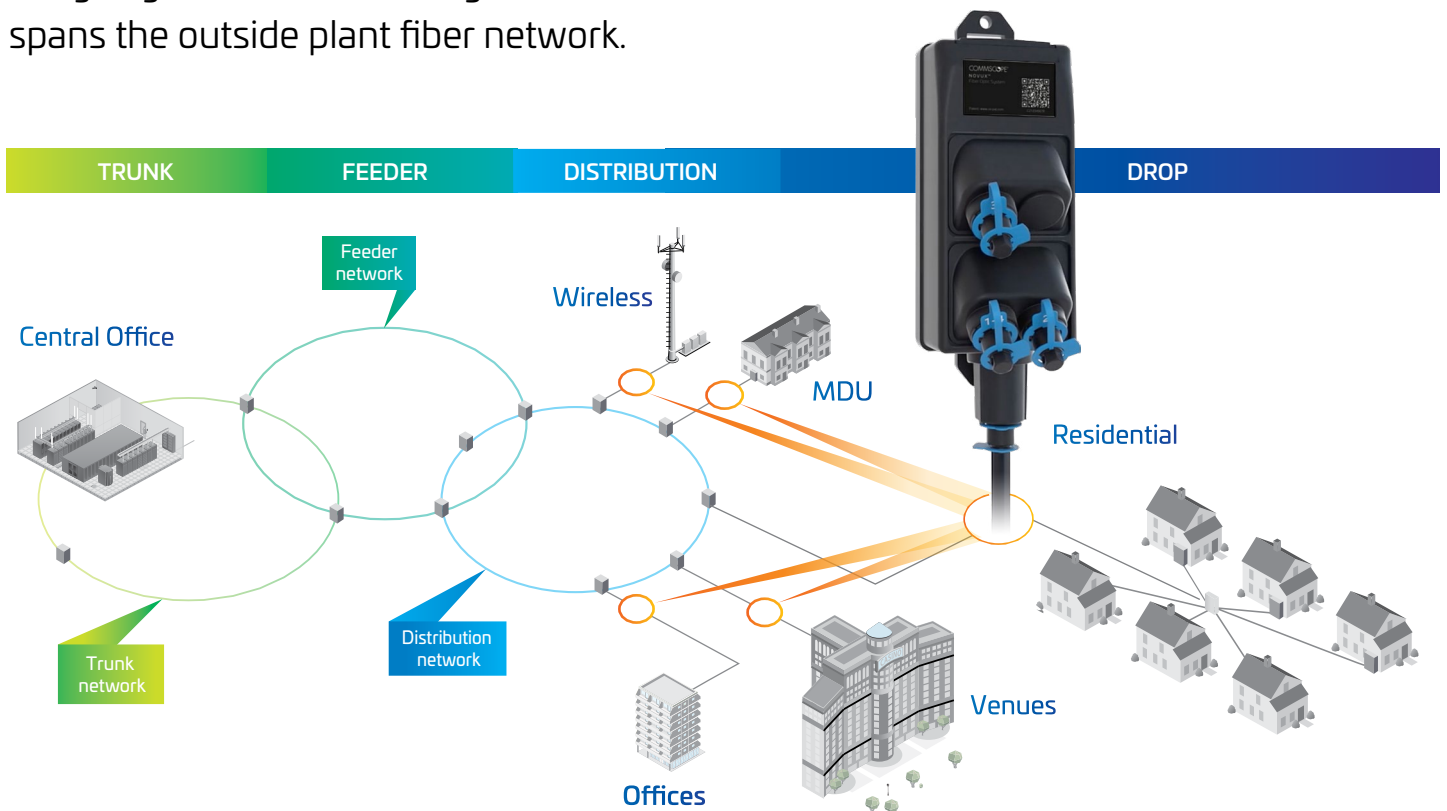 spans the outside plant fiber network.
COMMSCOPE
NOVUX™
TRUNK
FEEDER
DISTRIBUTION
DROP
Feeder
network
Wireless
Central Office
MDU
Residential
Distribution
network
Trunk
network
Venues
Offices